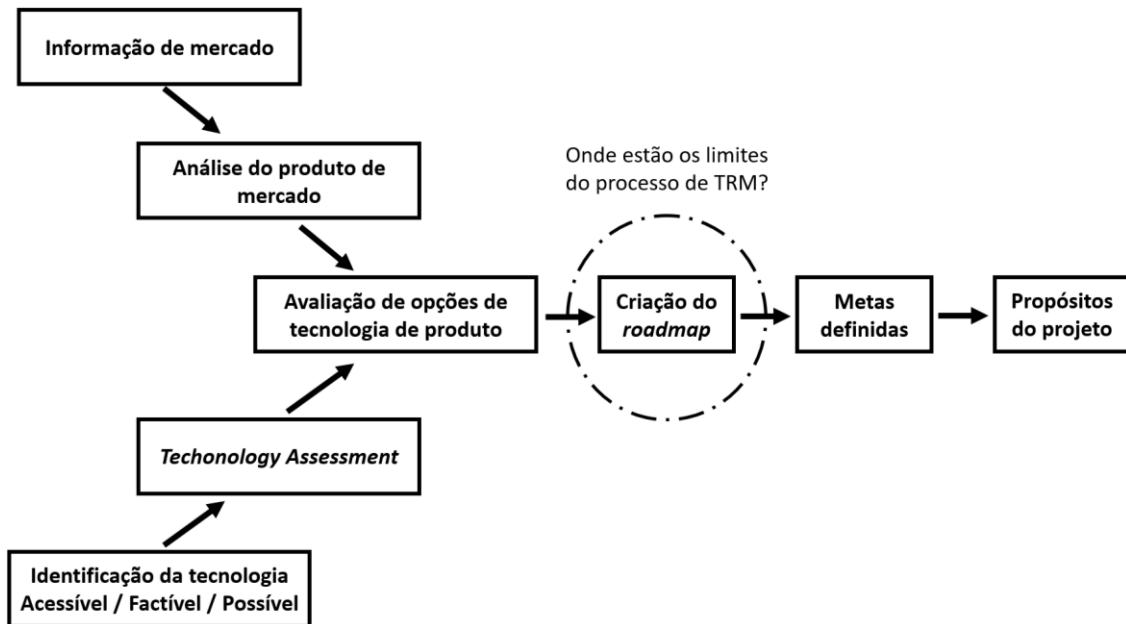 Informação de mercado
Análise do produto de
mercado
Onde estão os limites
do processo de TRM?
Avaliação de opções de
tecnologia de produto
Criação do
roadmap
Metas
definidas
Propósitos
do projeto
Techonology Assessment
Identificação da tecnologia
Acessível / Factível / Possível